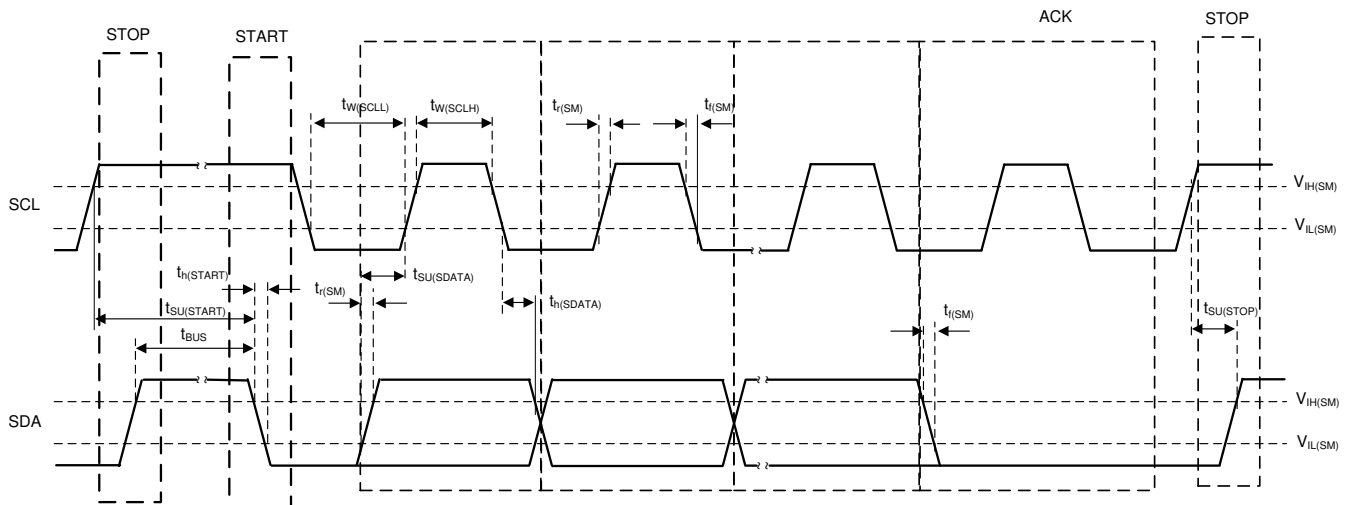 STOP
START
ACK
STOP
tW(SCLL)
tW(SCLH)
tr(SM)
tf(SM)
SCL
VIH(SM)
VIL(SM)
th(START)
tr(SM)
tSU(SDATA)
th(SDATA)
tSU(START)
tBUS
tf(SM)
tSU(STOP)
SDA
VIH(SM)
VIL(SM)